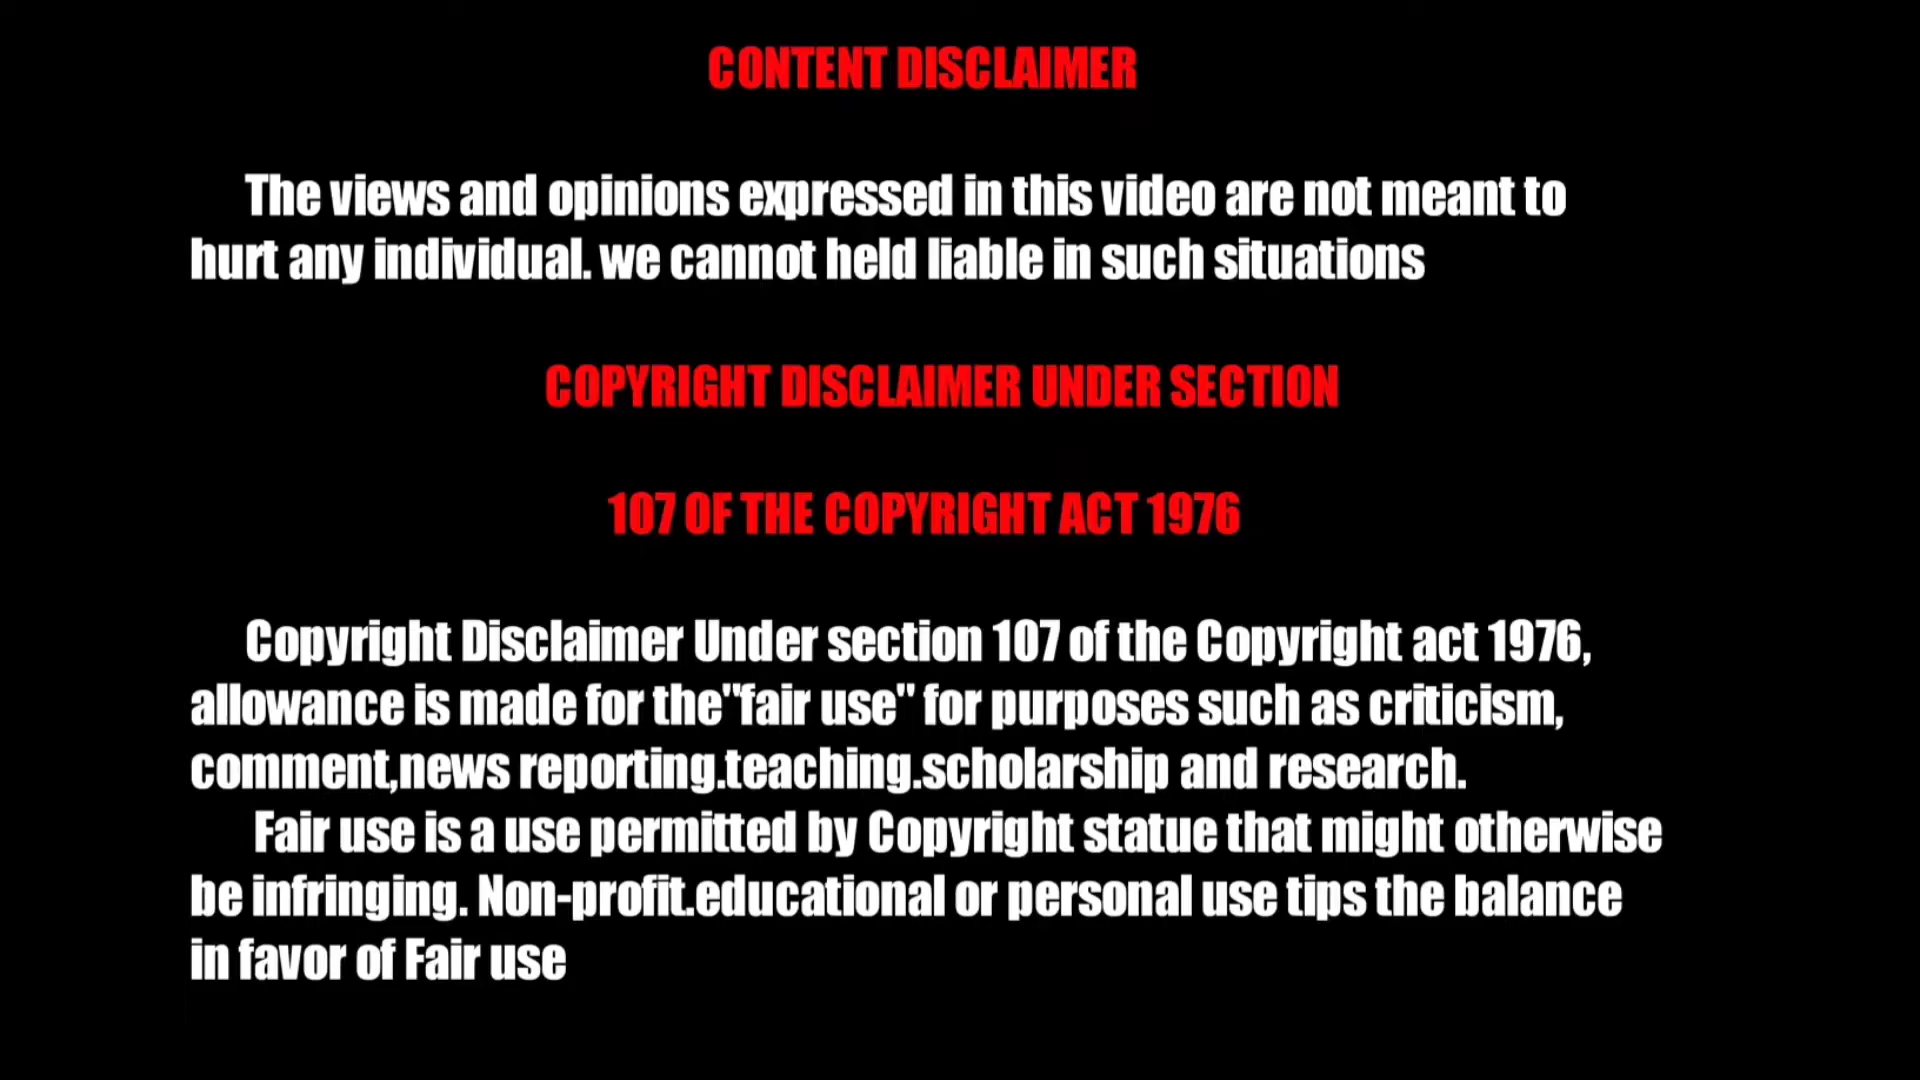 CONTENT DISCLAIMER
The views and opinions expressed in this video are not meant to
hurt any individual. we cannot held liable in such situations
COPYRIGHT DISCLAIMER UNDER SECTION
107 OF THE COPYRIGHT ACT 1976
Copyright Disclaimer Under section 107 of the Copyright act 1976,
allowance is made for the"fair use" for purposes such as criticism,
comment,news reporting.teaching.scholarship and research.
Fair use is a use permitted by Copyright statue that might otherwise
be infringing. Non-profit.educational or personal use tips the balance
in favor of Fair use